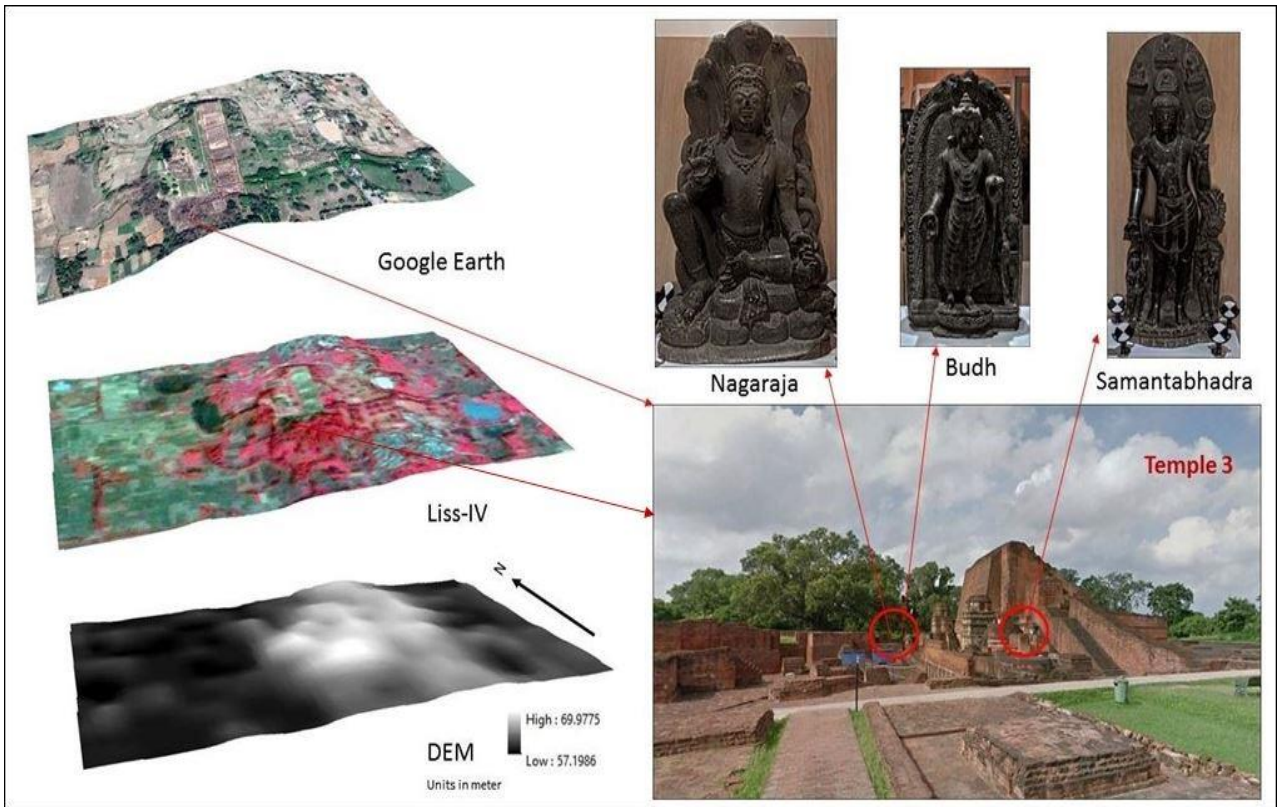 Google Earth
Nagaraja
Budh
Samantabhadra
Temple 3
Liss-IV
N
High : 69.9775
Low : 57.1986
DEM
Units in meter